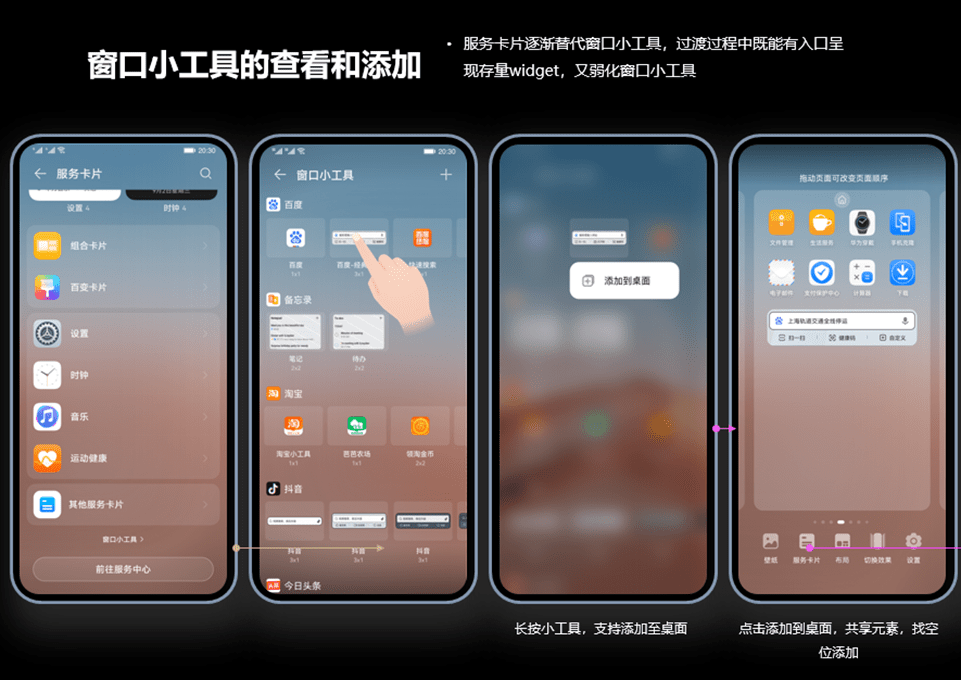 窗口小工具的查看和添加
• 服务卡片逐渐替代窗口小工具，过渡过程中既能有入口呈
现存量widget，又弱化窗口小工具
20:30
← 服务卡片
设置 4
时钟 4
组合卡片
百变卡片
设置
时钟
音乐
运动健康
其他服务卡片
窗口小工具 >
前往服务中心
20:30
← 窗口小工具 +
百度
百度
1x1
快速搜索
备忘录
笔记
2x2
待办
2x2
淘宝
淘宝小工具
1x1
芭芭农场
1x1
领淘金币
2x2
抖音
抖音
3x1
抖音
3x1
抖音
3x1
今日头条
添加到桌面
长按小工具，支持添加至桌面
拖动页面可改变页面顺序
文件管理
生活服务
华为穿戴
手机克隆
电子邮件
支付保护中心
计算器
下载
上海轨道交通全线停运
扫一扫
健康码
自定义
壁纸
服务卡片
布局
切换效果
设置
点击添加到桌面，共享元素，找空
位添加